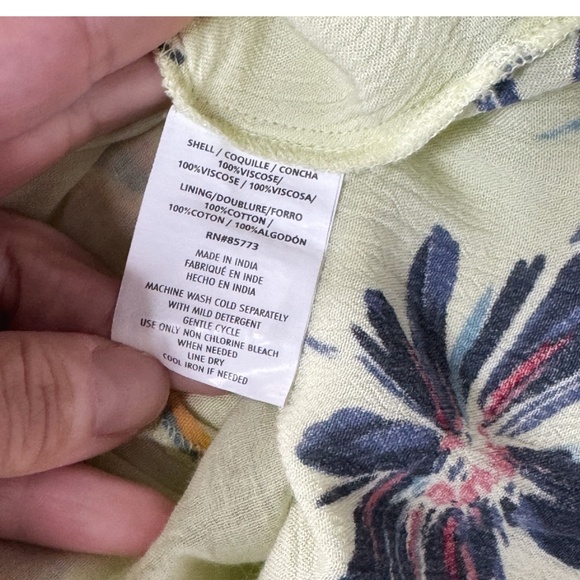 SHELL / COQUILLE / CONCHA
100%VISCOSE/
100%VISCOSE / 100%VISCOSA/
LINING/DOUBLURE/FORRO
100%COTTON /
100%COTON / 100%ALGODÓN
RN#85773
MADE IN INDIA
FABRIQUÉ EN INDE
HECHO EN INDIA
MACHINE WASH COLD SEPARATELY
WITH MILD DETERGENT
GENTLE CYCLE
USE ONLY NON CHLORINE BLEACH
WHEN NEEDED
LINE DRY
COOL IRON IF NEEDED